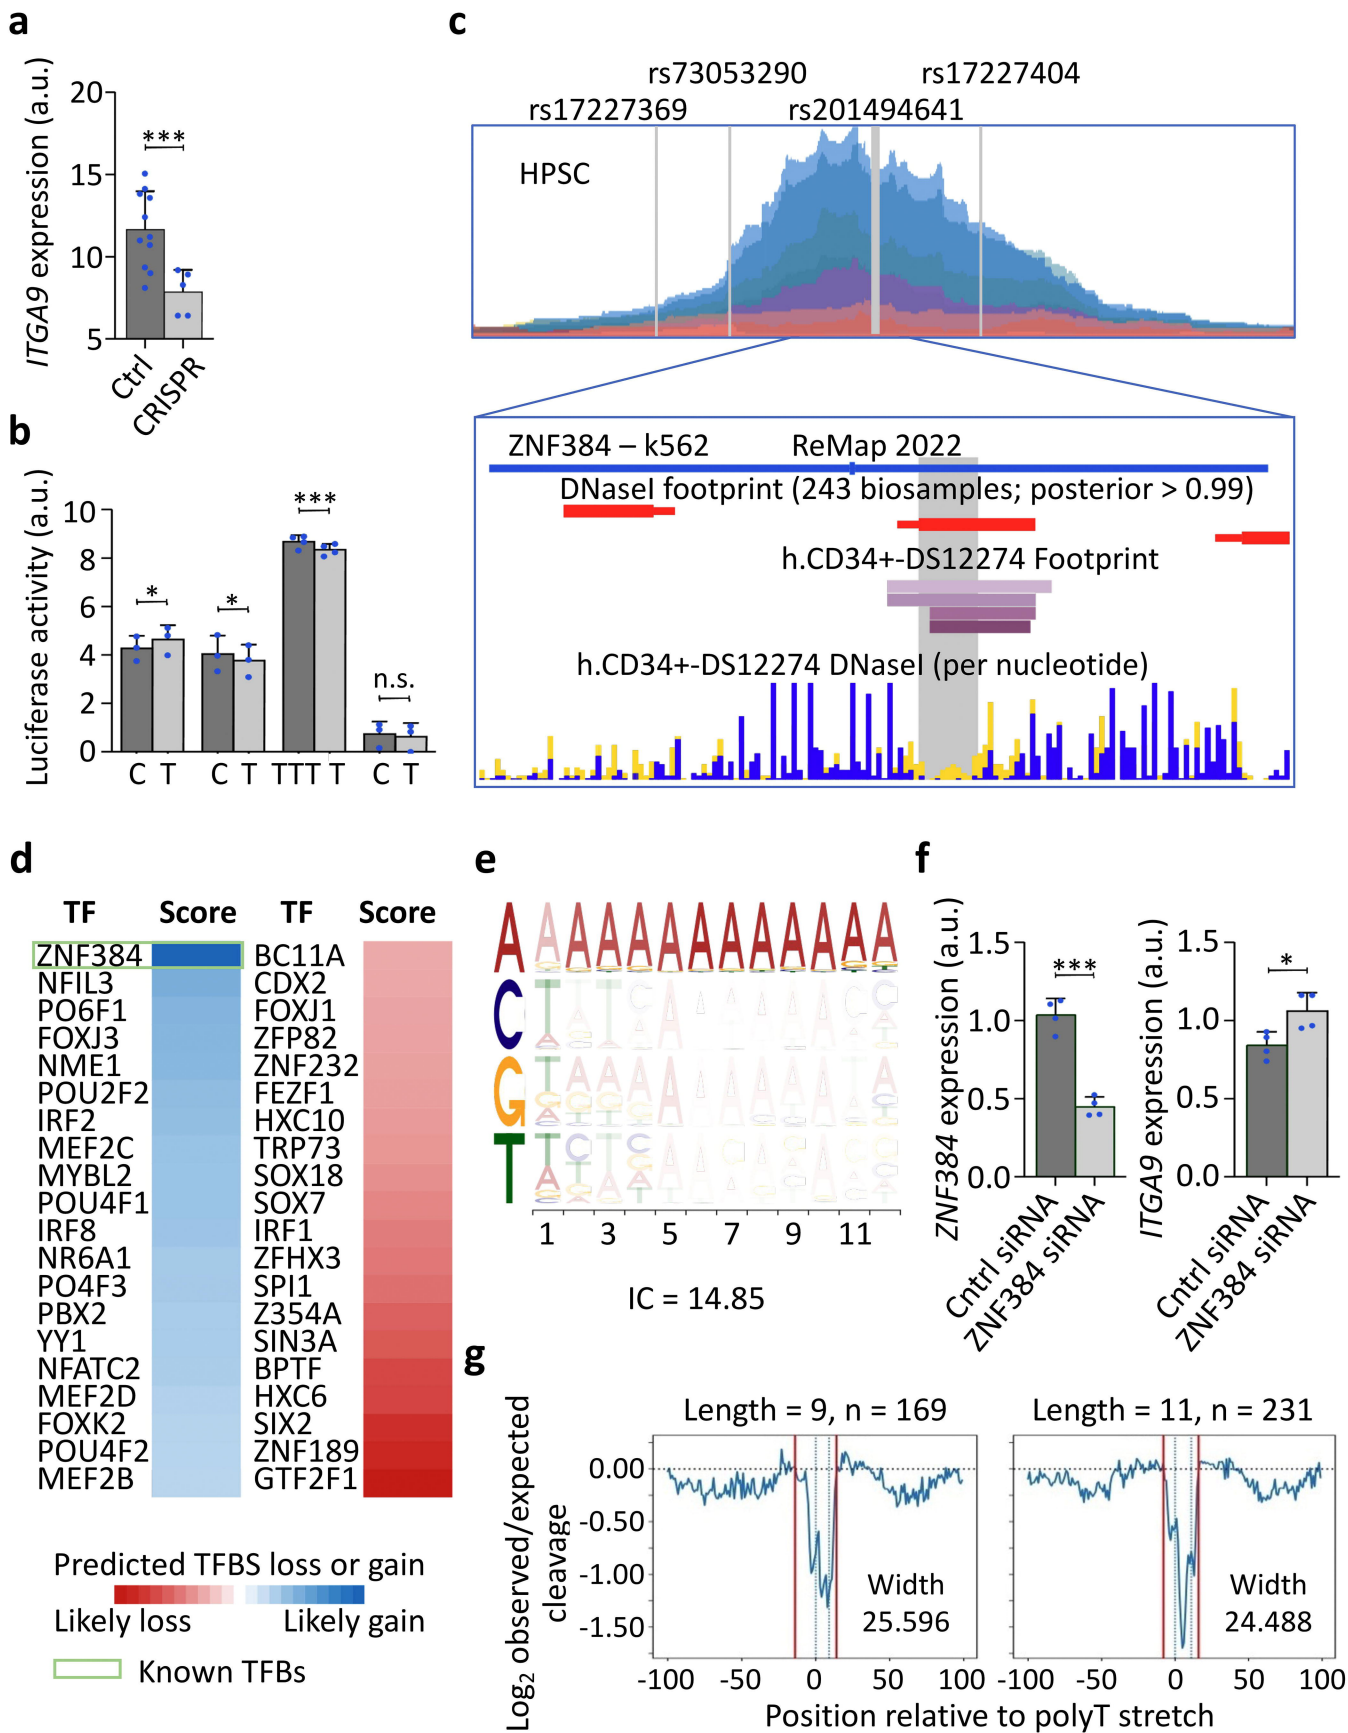 a
ITGA9 expression (a.u.)
20
15
10
5
***
Ctrl
CRISPR
b
Luciferase activity (a.u.)
10
8
6
4
2
0
*
*
***
n.s.
C T C T TTT T C T
c
rs73053290 rs17227404
rs17227369 rs201494641
HPSC
ZNF384 – k562 ReMap 2022
DNaseI footprint (243 biosamples; posterior > 0.99)
h.CD34+-DS12274 Footprint
h.CD34+-DS12274 DNaseI (per nucleotide)
d
TF Score TF Score
ZNF384 BC11A
NFIL3 CDX2
PO6F1 FOXJ1
FOXJ3 ZFP82
NME1 ZNF232
POU2F2 FEZF1
IRF2 HXC10
MEF2C TRP73
MYBL2 SOX18
POU4F1 SOX7
IRF8 IRF1
NR6A1 ZFHX3
PO4F3 SPI1
PBX2 Z354A
YY1 SIN3A
NFATC2 BPTF
MEF2D HXC6
FOXK2 SIX2
POU4F2 ZNF189
MEF2B GTF2F1
Predicted TFBS loss or gain
Likely loss Likely gain
Known TFBs
e
A A A A A A A A A A A A A
C
G
T
1 3 5 7 9 11
IC = 14.85
f
ZNF384 expression (a.u.)
1.5
1.0
0.5
0.0
***
Cntrl siRNA
ZNF384 siRNA
ITGA9 expression (a.u.)
1.5
1.0
0.5
0.0
*
Cntrl siRNA
ZNF384 siRNA
g
Log2 observed/expected
cleavage
Length = 9, n = 169 Length = 11, n = 231
0.00
-0.50
-1.00
-1.50
Width
25.596
Width
24.488
-100 -50 0 50 100 -100 -50 0 50 100
Position relative to polyT stretch